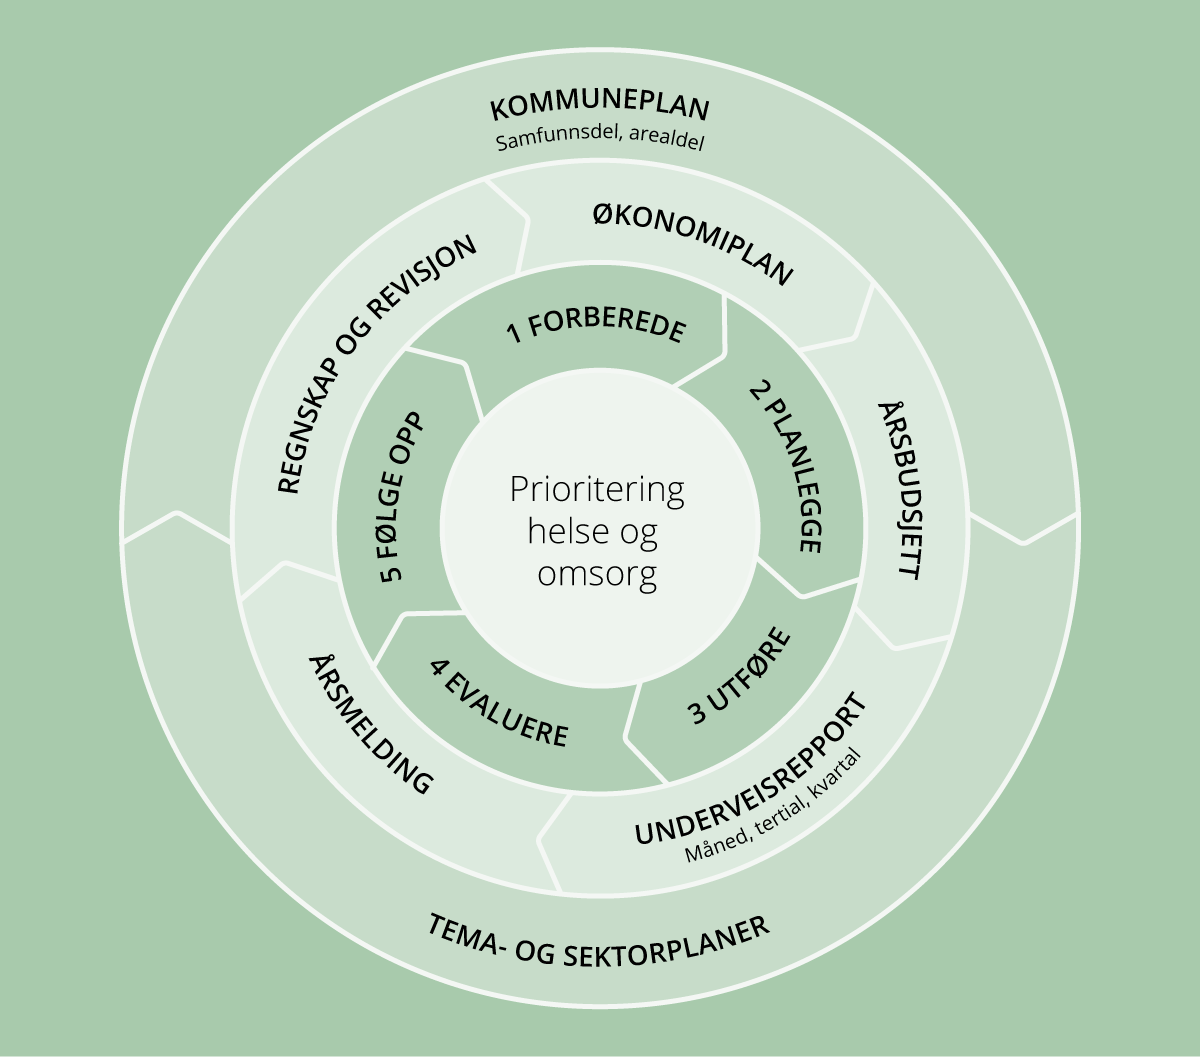 KOMMUNEPLAN
Samfunnsdel, arealdel
ØKONOMIPLAN
ÅRSBUDSJETT
UNDERVEISREPPORT
Måned, tertial, kvartal
ÅRSMELDING
REGNSKAP OG REVISJON
1 FORBEREDE
2 PLANLEGGE
3 UTFØRE
4 EVALUERE
5 FØLGE OPP
Prioritering
helse og
omsorg
TEMA- OG SEKTORPLANER